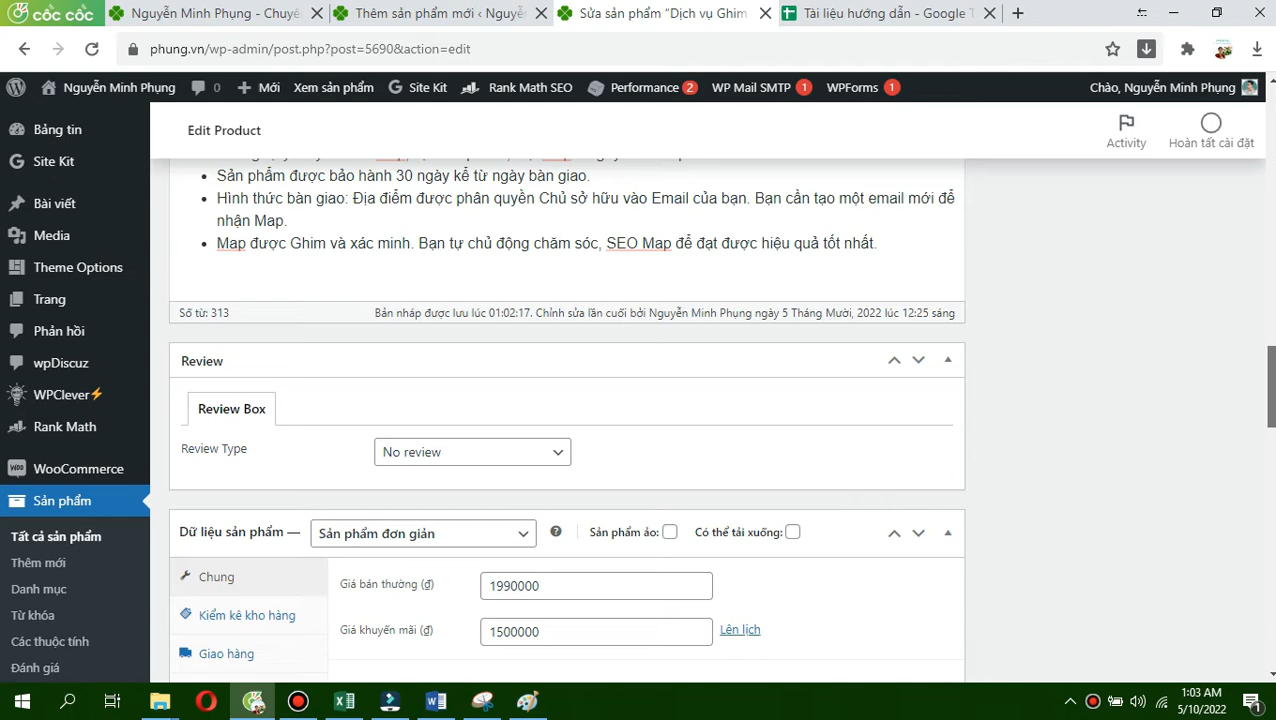 cốc cốc
Nguyễn Minh Phụng - Chuyê
Thêm sản phẩm mới ‹ Nguyễ
Sửa sản phẩm “Dịch vụ Ghim
Tài liệu hướng dẫn - Google T
phung.vn/wp-admin/post.php?post=5690&action=edit
Nguyễn Minh Phụng 0 Mới Xem sản phẩm Site Kit Rank Math SEO Performance 2 WP Mail SMTP 1 WPForms 1 Chào, Nguyễn Minh Phụng
Bảng tin
Site Kit
Bài viết
Media
Theme Options
Trang
Phản hồi
wpDiscuz
WPClever⚡
Rank Math
WooCommerce
Sản phẩm
Tất cả sản phẩm
Thêm mới
Danh mục
Từ khóa
Các thuộc tính
Đánh giá
Edit Product
Activity
Hoàn tất cài đặt
Sản phẩm được bảo hành 30 ngày kể từ ngày bàn giao.
Hình thức bàn giao: Địa điểm được phân quyền Chủ sở hữu vào Email của bạn. Bạn cần tạo một email mới để
nhận Map.
Map được Ghim và xác minh. Bạn tự chủ động chăm sóc, SEO Map để đạt được hiệu quả tốt nhất.
Số từ: 313
Bản nháp được lưu lúc 01:02:17. Chỉnh sửa lần cuối bởi Nguyễn Minh Phụng ngày 5 Tháng Mười, 2022 lúc 12:25 sáng
Review
Review Box
Review Type
No review
Dữ liệu sản phẩm —
Sản phẩm đơn giản
Sản phẩm ảo:
Có thể tải xuống:
Chung
Kiểm kê kho hàng
Giao hàng
Giá bán thường (₫)
1990000
Giá khuyến mãi (₫)
1500000
Lên lịch
1:03 AM
5/10/2022
1